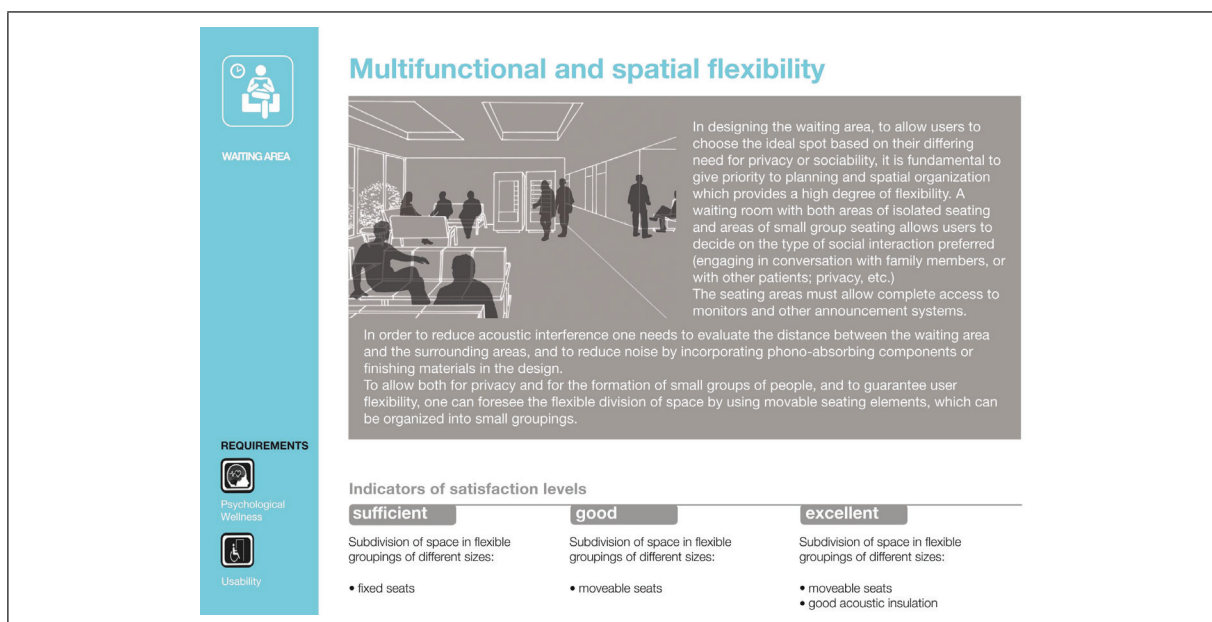 WAITING AREA
REQUIREMENTS
Psychological
Wellness
Usability
Multifunctional and spatial flexibility
In designing the waiting area, to allow users to
choose the ideal spot based on their differing
need for privacy or sociability, it is fundamental to
give priority to planning and spatial organization
which provides a high degree of flexibility. A
waiting room with both areas of isolated seating
and areas of small group seating allows users to
decide on the type of social interaction preferred
(engaging in conversation with family members, or
with other patients; privacy, etc.)
The seating areas must allow complete access to
monitors and other announcement systems.
In order to reduce acoustic interference one needs to evaluate the distance between the waiting area
and the surrounding areas, and to reduce noise by incorporating phono-absorbing components or
finishing materials in the design.
To allow both for privacy and for the formation of small groups of people, and to guarantee user
flexibility, one can foresee the flexible division of space by using movable seating elements, which can
be organized into small groupings.
Indicators of satisfaction levels
sufficient
Subdivision of space in flexible
groupings of different sizes:
• fixed seats
good
Subdivision of space in flexible
groupings of different sizes:
• moveable seats
excellent
Subdivision of space in flexible
groupings of different sizes:
• moveable seats
• good acoustic insulation